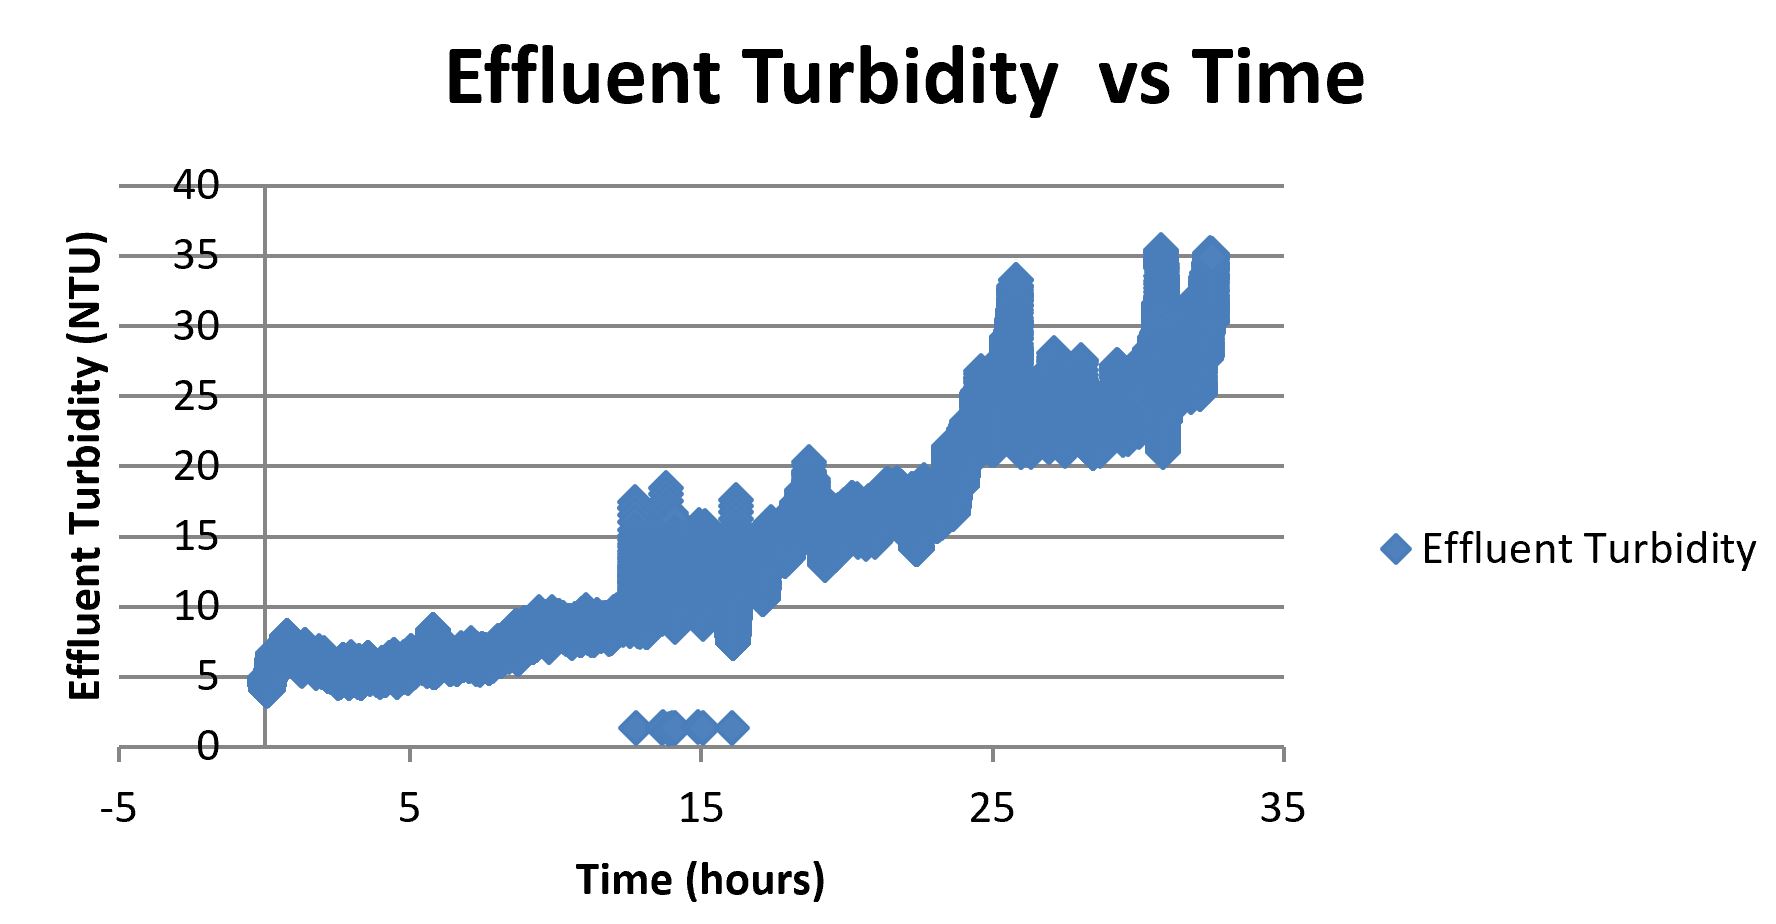 Effluent Turbidity  vs Time
Effluent Turbidity (NTU)
40
35
30
25
20
15
10
5
0
-5 5 15 25 35
Time (hours)
Effluent Turbidity